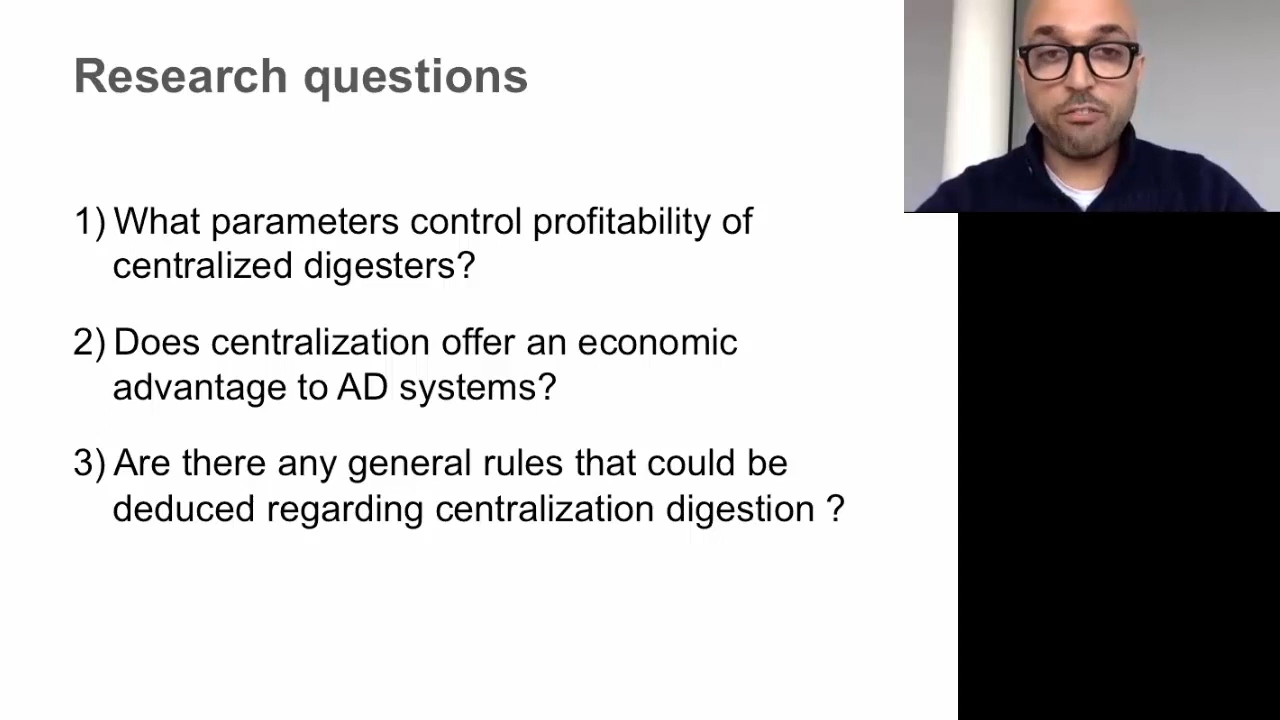 Research questions
1) What parameters control profitability of
centralized digesters?
2) Does centralization offer an economic
advantage to AD systems?
3) Are there any general rules that could be
deduced regarding centralization digestion ?